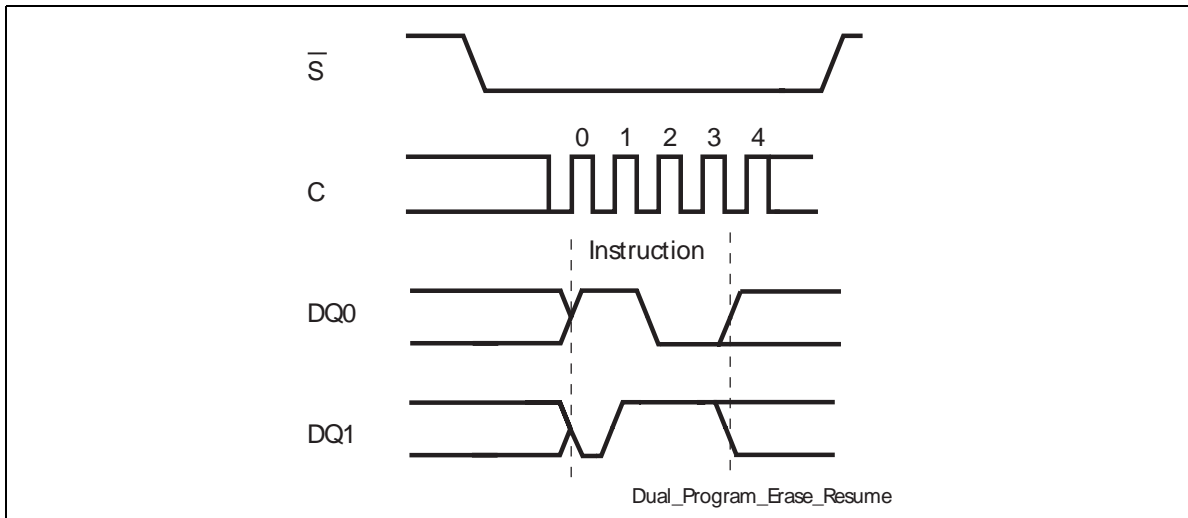 S
0 1 2 3 4
C
Instruction
DQ0
DQ1
Dual_Program_Erase_Resume